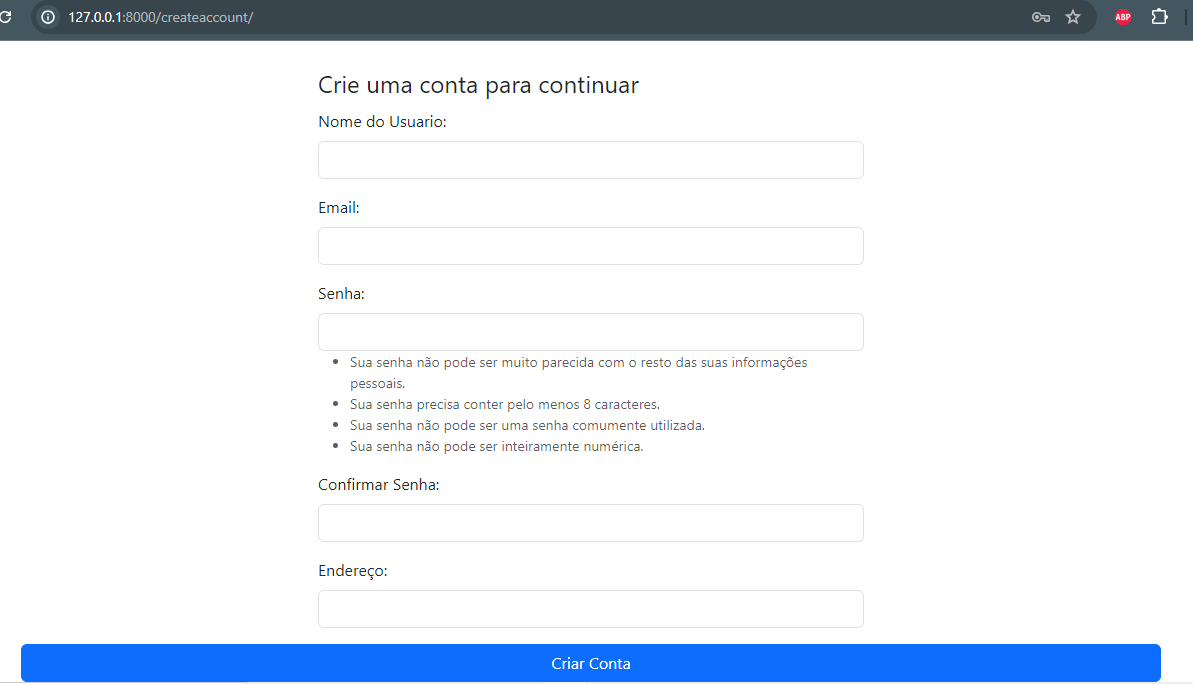 127.0.0.1:8000/createaccount/
ABP
Crie uma conta para continuar
Nome do Usuario:
Email:
Senha:
Sua senha não pode ser muito parecida com o resto das suas informações
pessoais.
Sua senha precisa conter pelo menos 8 caracteres.
Sua senha não pode ser uma senha comumente utilizada.
Sua senha não pode ser inteiramente numérica.
Confirmar Senha:
Endereço:
Criar Conta